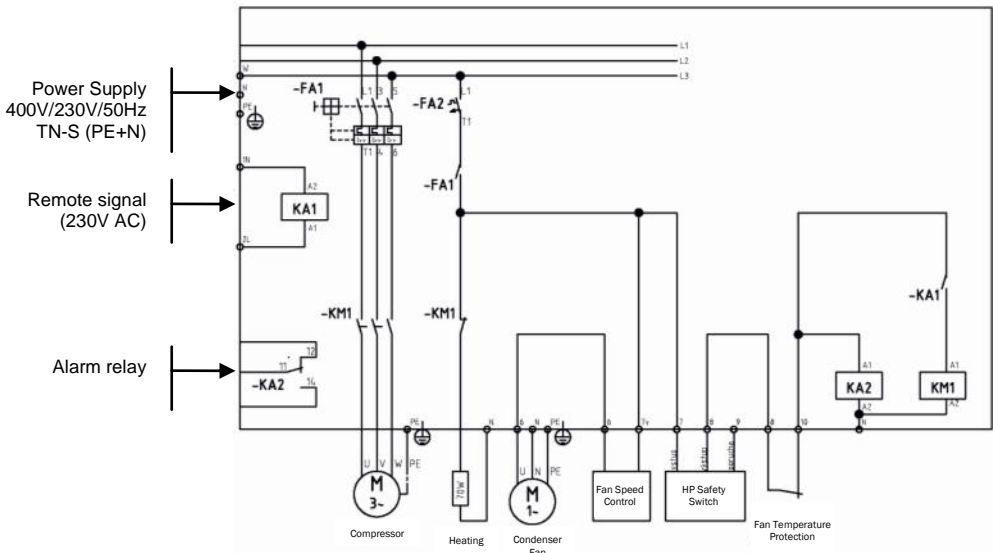 Power Supply
400V/230V/50Hz
TN-S (PE+N)
Remote signal
(230V AC)
Alarm relay
L1
L2
L3
W
N
PE
-FA1
L1 3 5
T1 4 6
-FA2
L1
T1
-FA1
1N
A2
KA1
A1
2L
-KM1
-KM1
-KA1
12
11
-KA2
14
A1
KA2
A2
A1
KM1
A2
PE
N
6
N
PE
6
7
8
9
8
10
N
U V W PE
M
3~
70W
U N PE
M
1~
Fan Speed
Control
HP Safety
Switch
Compressor
Heating
Condenser
Fan
Fan Temperature
Protection